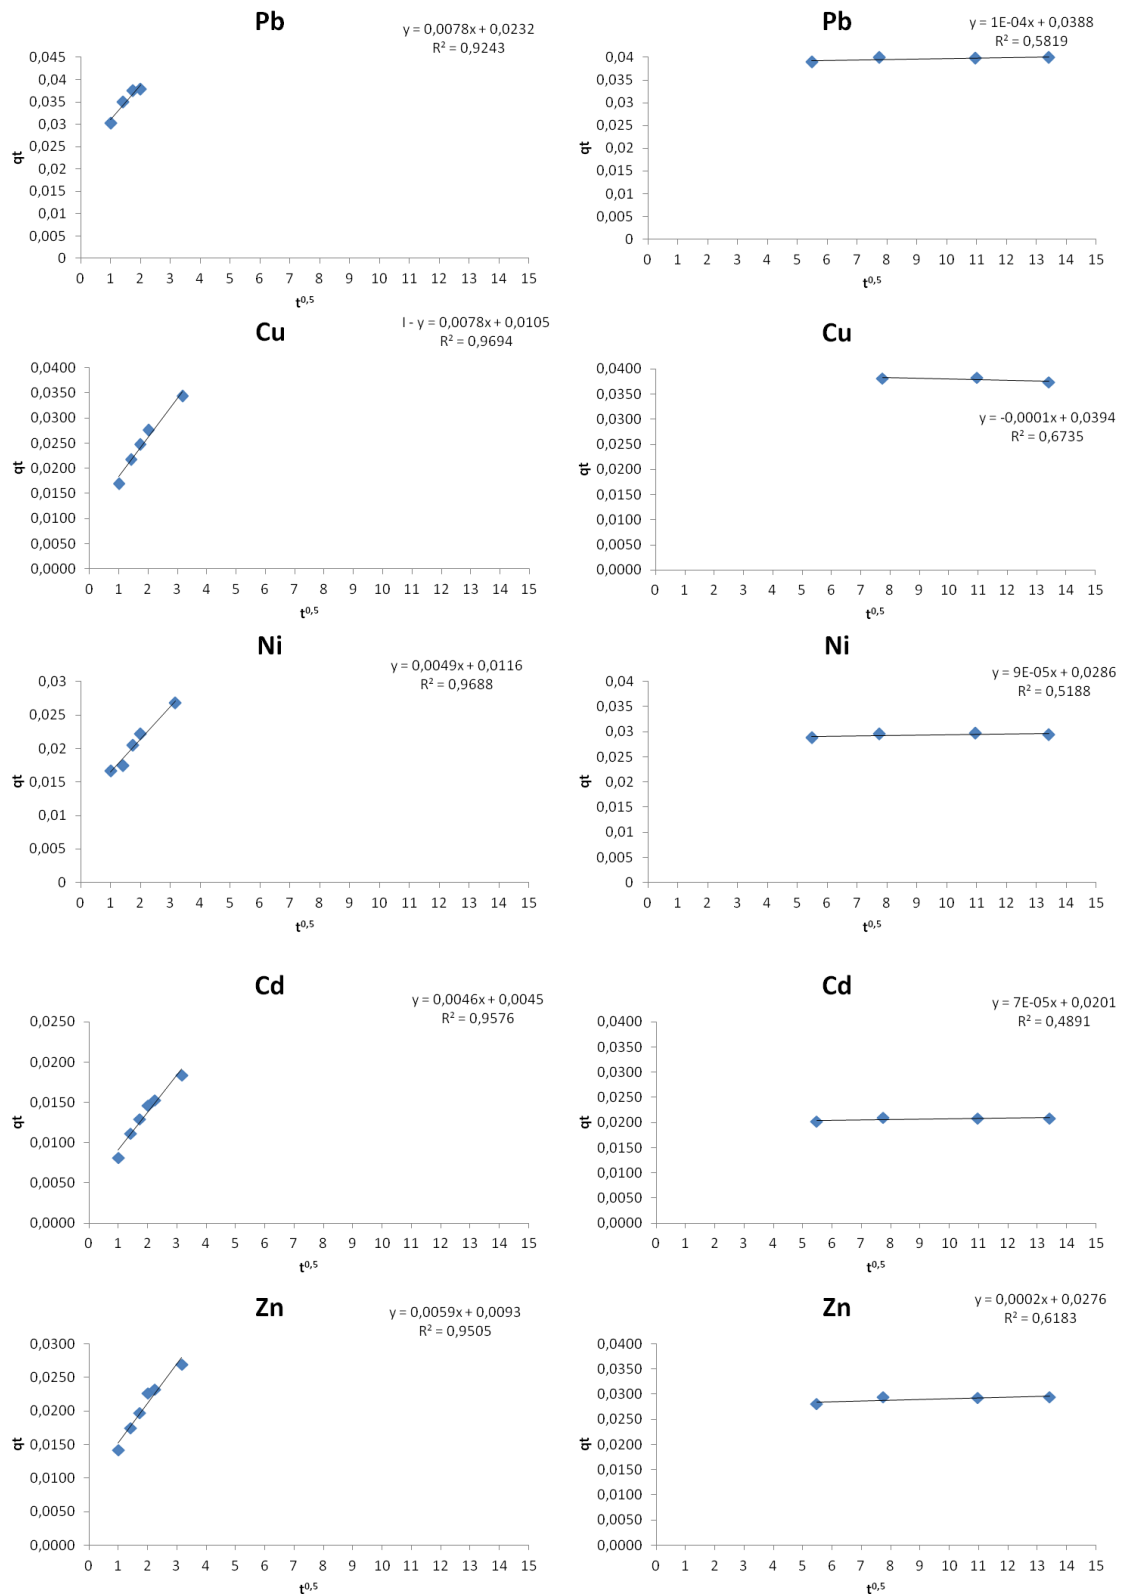 Pb
y = 0,0078x + 0,0232
R² = 0,9243
0,045
0,04
0,035
0,03
0,025
0,02
0,015
0,01
0,005
0
qt
0 1 2 3 4 5 6 7 8 9 10 11 12 13 14 15
t0,5
Pb
y = 1E-04x + 0,0388
R² = 0,5819
0,04
0,035
0,03
0,025
0,02
0,015
0,01
0,005
0
qt
0 1 2 3 4 5 6 7 8 9 10 11 12 13 14 15
t0,5
Cu
I - y = 0,0078x + 0,0105
R² = 0,9694
0,0400
0,0350
0,0300
0,0250
0,0200
0,0150
0,0100
0,0050
0,0000
qt
0 1 2 3 4 5 6 7 8 9 10 11 12 13 14 15
t0,5
Cu
0,0400
0,0350
0,0300
0,0250
0,0200
0,0150
0,0100
0,0050
0,0000
qt
y = -0,0001x + 0,0394
R² = 0,6735
0 1 2 3 4 5 6 7 8 9 10 11 12 13 14 15
t0,5
Ni
y = 0,0049x + 0,0116
R² = 0,9688
0,03
0,025
0,02
0,015
0,01
0,005
0
qt
0 1 2 3 4 5 6 7 8 9 10 11 12 13 14 15
t0,5
Ni
y = 9E-05x + 0,0286
R² = 0,5188
0,04
0,035
0,03
0,025
0,02
0,015
0,01
0,005
0
qt
0 1 2 3 4 5 6 7 8 9 10 11 12 13 14 15
t0,5
Cd
y = 0,0046x + 0,0045
R² = 0,9576
0,0250
0,0200
0,0150
0,0100
0,0050
0,0000
qt
0 1 2 3 4 5 6 7 8 9 10 11 12 13 14 15
t0,5
Cd
y = 7E-05x + 0,0201
R² = 0,4891
0,0400
0,0350
0,0300
0,0250
0,0200
0,0150
0,0100
0,0050
0,0000
qt
0 1 2 3 4 5 6 7 8 9 10 11 12 13 14 15
t0,5
Zn
y = 0,0059x + 0,0093
R² = 0,9505
0,0300
0,0250
0,0200
0,0150
0,0100
0,0050
0,0000
qt
0 1 2 3 4 5 6 7 8 9 10 11 12 13 14 15
t0,5
Zn
y = 0,0002x + 0,0276
R² = 0,6183
0,0400
0,0350
0,0300
0,0250
0,0200
0,0150
0,0100
0,0050
0,0000
qt
0 1 2 3 4 5 6 7 8 9 10 11 12 13 14 15
t0,5